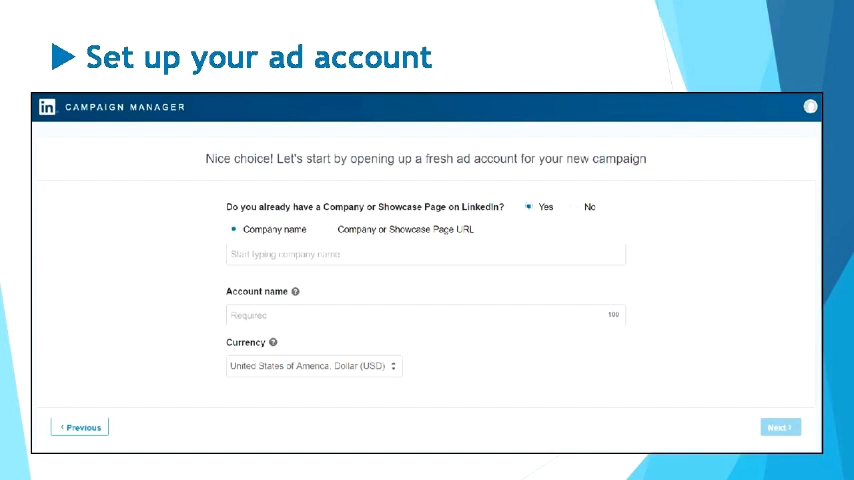 Set up your ad account
in CAMPAIGN MANAGER
Nice choice! Let's start by opening up a fresh ad account for your new campaign
Do you already have a Company or Showcase Page on LinkedIn? Yes No
Company name Company or Showcase Page URL
Start typing company name
Account name ?
Required 100
Currency ?
United States of America, Dollar (USD)
‹ Previous Next ›